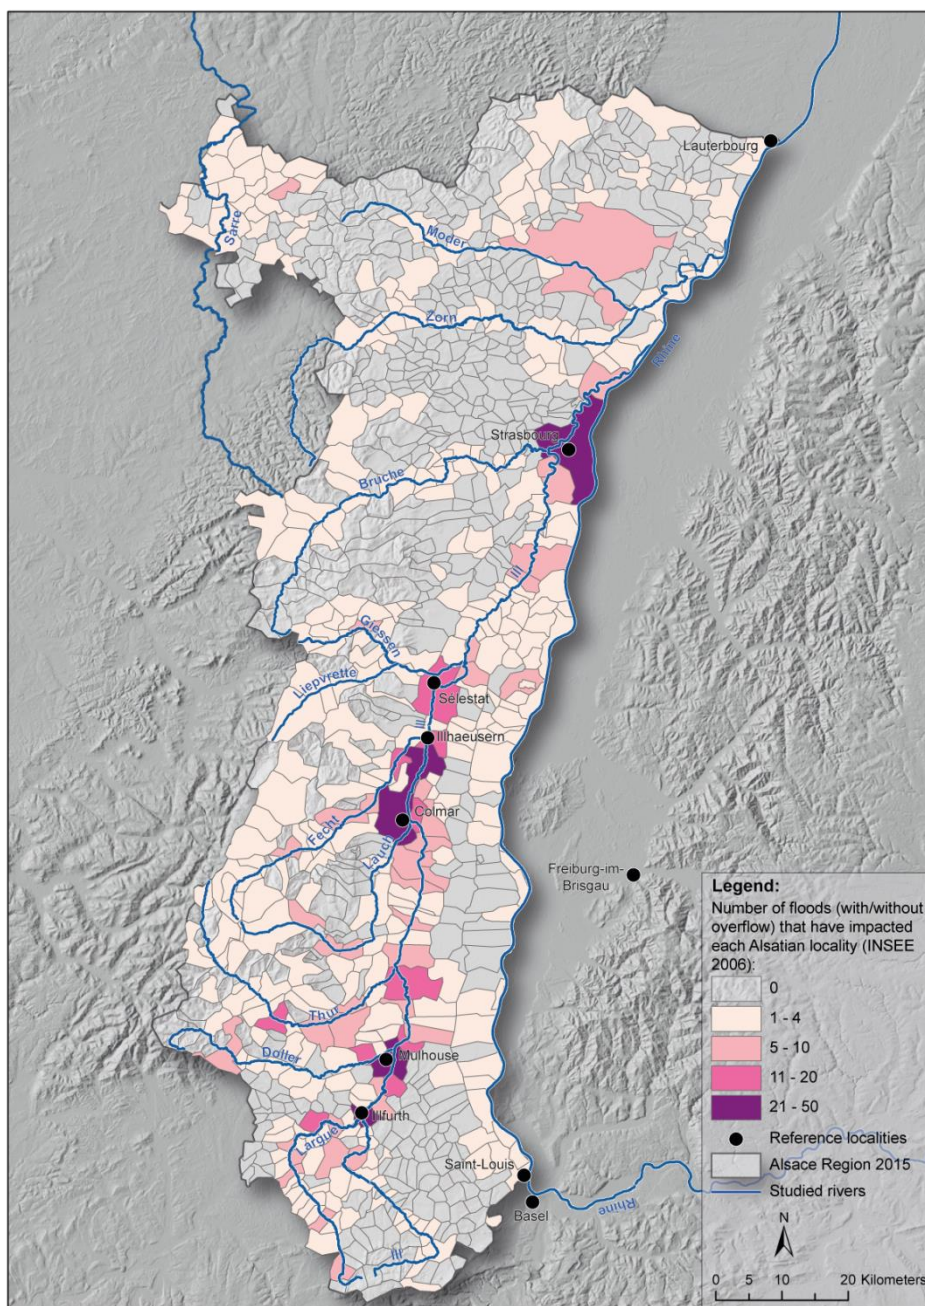 Lauterbourg
Sarre
Moder
Zorn
Rhine
Strasbourg
Bruche
Ill
Giessen
Liepvrette
Sélestat
Ill
Illhaeusern
Colmar
Fecht
Lauch
Freiburg-im-
Brisgau
Thur
Doller
Mulhouse
Illfurth
Largue
Saint-Louis
Basel
Rhine
Ill
Legend:
Number of floods (with/without
overflow) that have impacted
each Alsatian locality (INSEE
2006):
0
1 - 4
5 - 10
11 - 20
21 - 50
Reference localities
Alsace Region 2015
Studied rivers
N
0 5 10 20 Kilometers